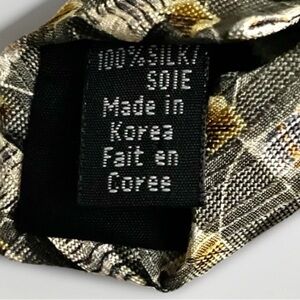 100% SILK/
SOIE
Made in
Korea
Fait en
Coree